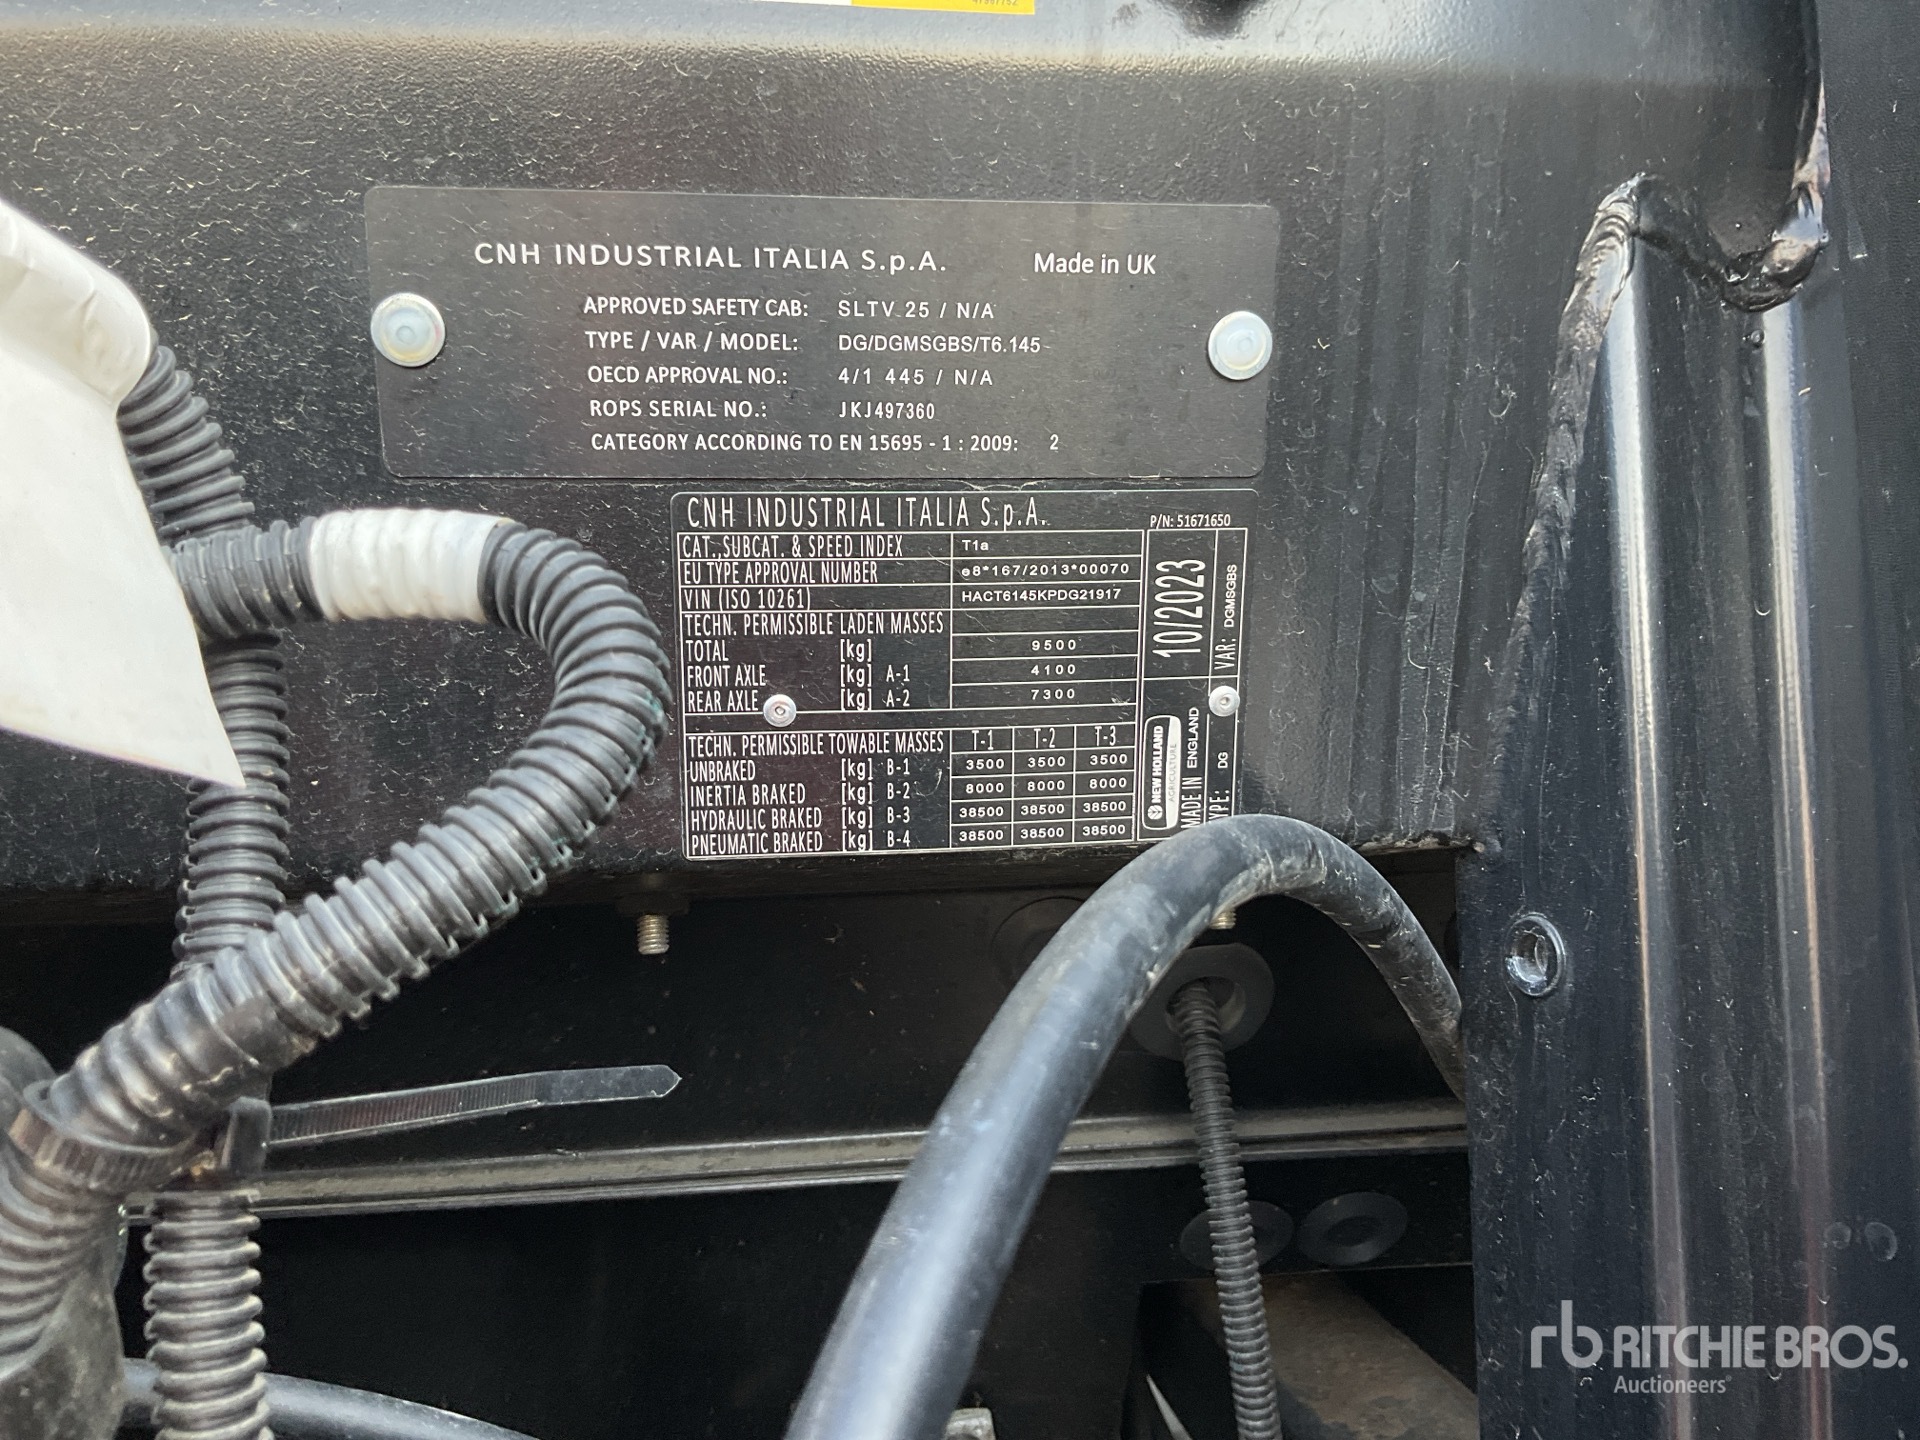 CNH INDUSTRIAL ITALIA S.p.A. Made in UK
APPROVED SAFETY CAB: SLTV 25 / N/A
TYPE / VAR / MODEL: DG/DGMSGBS/T6.145
OECD APPROVAL NO.: 4/1 445 / N/A
ROPS SERIAL NO.: JKJ497360
CATEGORY ACCORDING TO EN 15695 - 1 : 2009: 2
CNH INDUSTRIAL ITALIA S.p.A. P/N: 51671650
CAT.,SUBCAT. & SPEED INDEX T1a
EU TYPE APPROVAL NUMBER e8*167/2013*00070
VIN (ISO 10261) HACT6145KPDG21917
TECHN. PERMISSIBLE LADEN MASSES
TOTAL [kg] 9500
FRONT AXLE [kg] A-1 4100
REAR AXLE [kg] A-2 7300
TECHN. PERMISSIBLE TOWABLE MASSES T-1 T-2 T-3
UNBRAKED [kg] B-1 3500 3500 3500
INERTIA BRAKED [kg] B-2 8000 8000 8000
HYDRAULIC BRAKED [kg] B-3 38500 38500 38500
PNEUMATIC BRAKED [kg] B-4 38500 38500 38500
10/2023
VAR: DGMSGBS
NEW HOLLAND
AGRICULTURE
MADE IN ENGLAND
TYPE: DG
rb RITCHIE BROS.
Auctioneers